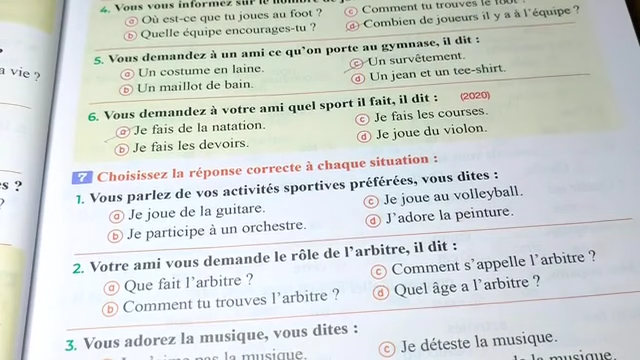 4. Vous vous informez sur le
a Où est-ce que tu joues au foot ?
c Comment tu trouves le foot
b Quelle équipe encourages-tu ?
d Combien de joueurs il y a à l'équipe ?
5. Vous demandez à un ami ce qu'on porte au gymnase, il dit :
a Un costume en laine.
c Un survêtement.
b Un maillot de bain.
d Un jean et un tee-shirt.
6. Vous demandez à votre ami quel sport il fait, il dit : (2020)
a Je fais de la natation.
c Je fais les courses.
b Je fais les devoirs.
d Je joue du violon.
7 Choisissez la réponse correcte à chaque situation :
1. Vous parlez de vos activités sportives préférées, vous dites :
a Je joue de la guitare.
c Je joue au volleyball.
b Je participe à un orchestre.
d J'adore la peinture.
2. Votre ami vous demande le rôle de l'arbitre, il dit :
a Que fait l'arbitre ?
c Comment s'appelle l'arbitre ?
b Comment tu trouves l'arbitre ?
d Quel âge a l'arbitre ?
3. Vous adorez la musique, vous dites :
pas la musique.
c Je déteste la musique.
la musique.
a vie ?
s ?